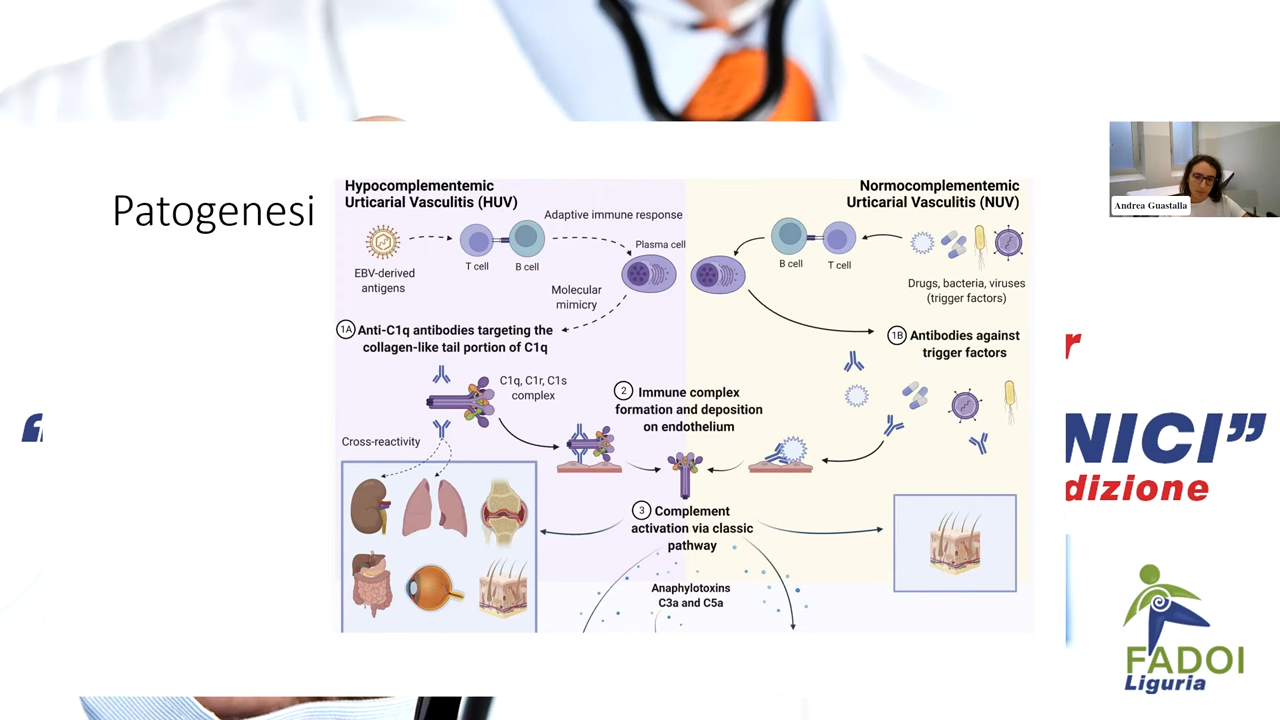 Patogenesi
Hypocomplementemic
Urticarial Vasculitis (HUV)
Adaptive immune response
EBV-derived
antigens
T cell
B cell
Plasma cell
Molecular
mimicry
1A Anti-C1q antibodies targeting the
collagen-like tail portion of C1q
C1q, C1r, C1s
complex
Cross-reactivity
2 Immune complex
formation and deposition
on endothelium
3 Complement
activation via classic
pathway
Anaphylotoxins
C3a and C5a
Normocomplementemic
Urticarial Vasculitis (NUV)
B cell
T cell
Drugs, bacteria, viruses
(trigger factors)
1B Antibodies against
trigger factors
Andrea Guastalla
r
“
NICI”
dizione
FADOI
Liguria